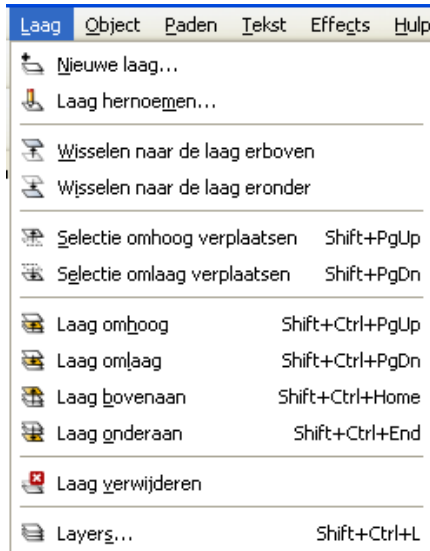 Laag Object Paden Tekst Effects Hulp
Nieuwe laag...
Laag hernoemen...
Wisselen naar de laag erboven
Wisselen naar de laag eronder
Selectie omhoog verplaatsen Shift+PgUp
Selectie omlaag verplaatsen Shift+PgDn
Laag omhoog Shift+Ctrl+PgUp
Laag omlaag Shift+Ctrl+PgDn
Laag bovenaan Shift+Ctrl+Home
Laag onderaan Shift+Ctrl+End
Laag verwijderen
Layers... Shift+Ctrl+L